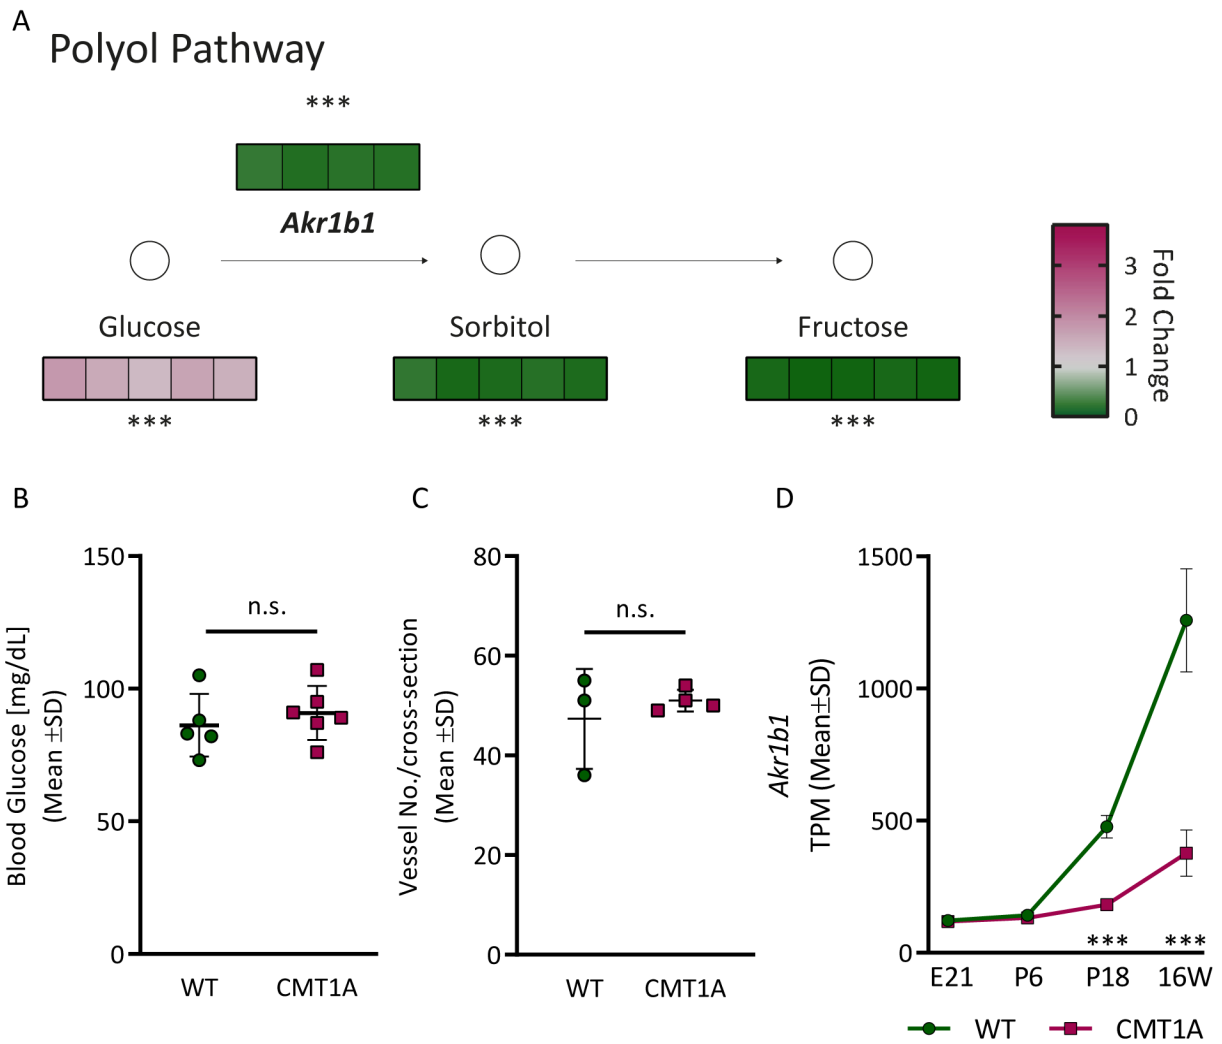 A
Polyol Pathway
***
Akr1b1
Glucose
Sorbitol
Fructose
***
***
***
3
2
1
0
Fold Change
B
150
100
50
0
Blood Glucose [mg/dL]
(Mean ±SD)
n.s.
WT
CMT1A
C
80
60
40
20
0
Vessel No./cross-section
(Mean ±SD)
n.s.
WT
CMT1A
D
1500
1000
500
0
Akr1b1
TPM (Mean±SD)
***
***
E21
P6
P18
16W
WT
CMT1A